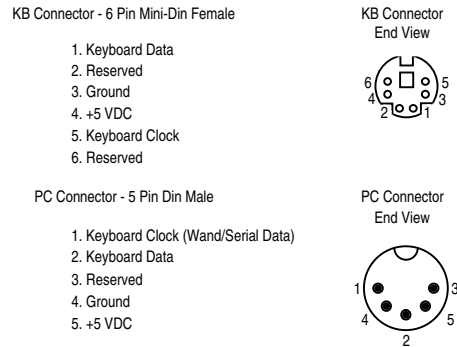 KB Connector - 6 Pin Mini-Din Female
1. Keyboard Data
2. Reserved
3. Ground
4. +5 VDC
5. Keyboard Clock
6. Reserved
KB Connector
End View
6 5
4 3
2 1
PC Connector - 5 Pin Din Male
1. Keyboard Clock (Wand/Serial Data)
2. Keyboard Data
3. Reserved
4. Ground
5. +5 VDC
PC Connector
End View
1 3
4 5
2